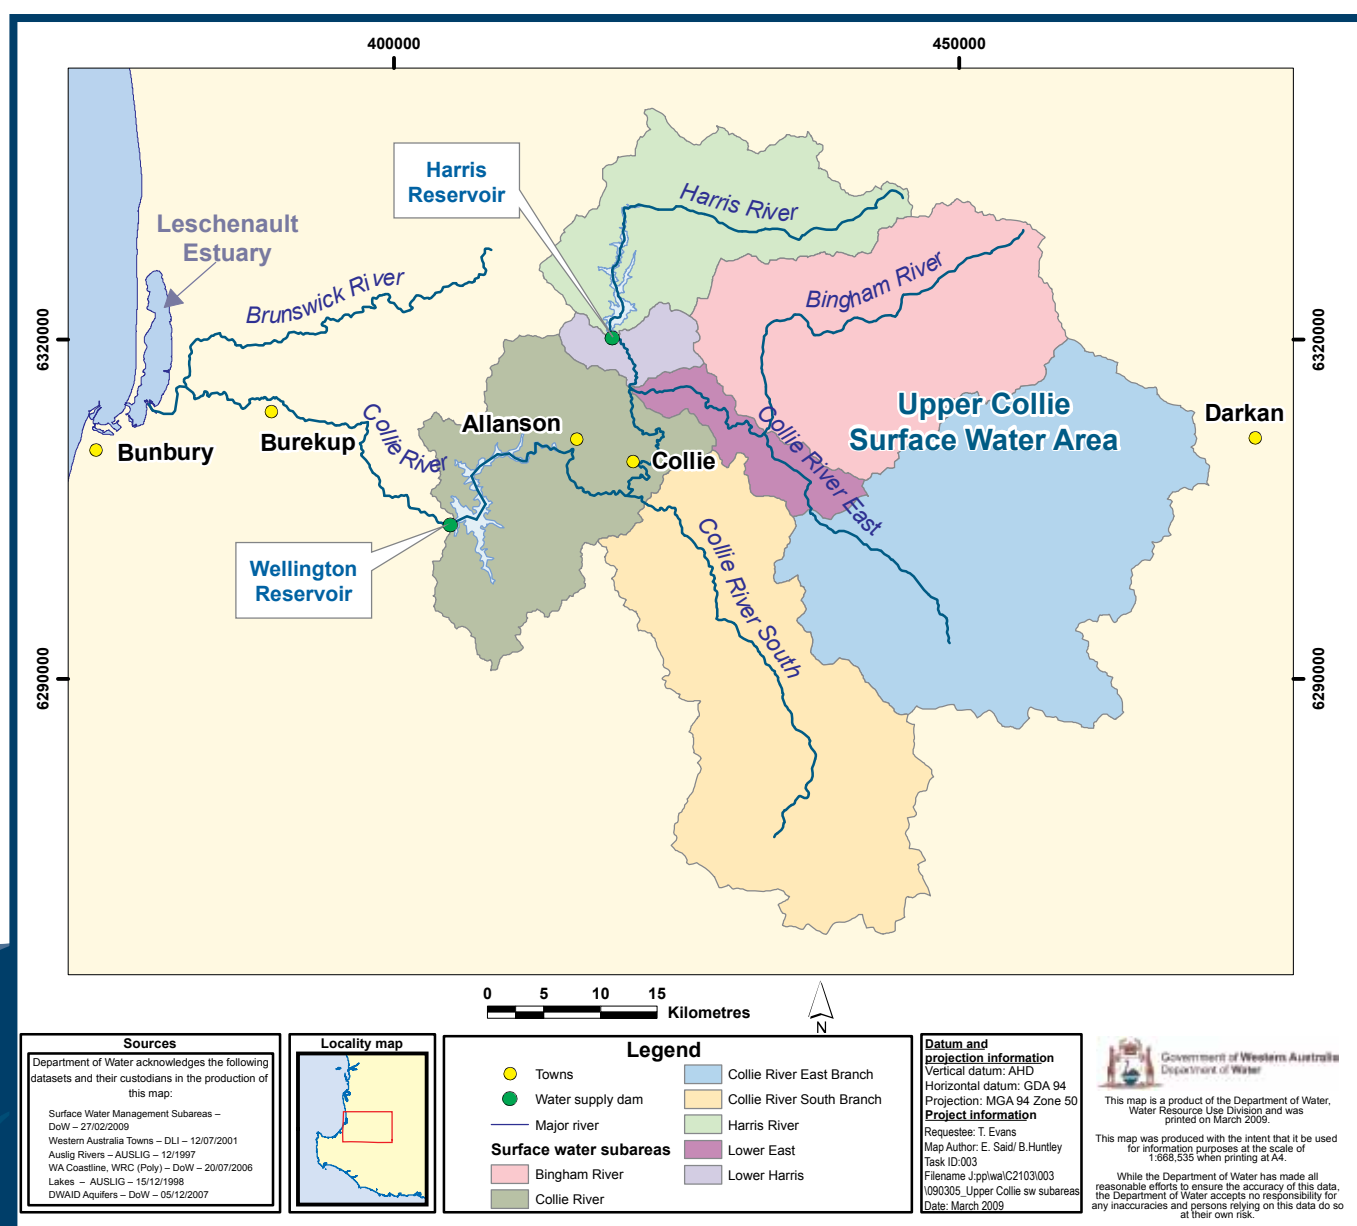 400000
450000
Harris
Reservoir
Harris River
Leschenault
Estuary
Brunswick River
Bingham River
6320000
6320000
Upper Collie
Surface Water Area
Darkan
Allanson
Collie River
Burekup
Bunbury
Collie
Collie River East
Wellington
Reservoir
Collie River South
6290000
6290000
0 5 10 15
Kilometres
N
Sources
Department of Water acknowledges the following
datasets and their custodians in the production of
this map:
Surface Water Management Subareas –
DoW – 27/02/2009
Western Australia Towns – DLI – 12/07/2001
Auslig Rivers – AUSLIG – 12/1997
WA Coastline, WRC (Poly) – DoW – 20/07/2006
Lakes – AUSLIG – 15/12/1998
DWAID Aquifers – DoW – 05/12/2007
Locality map
Legend
Towns
Water supply dam
Major river
Surface water subareas
Bingham River
Collie River
Collie River East Branch
Collie River South Branch
Harris River
Lower East
Lower Harris
Datum and
projection information
Vertical datum: AHD
Horizontal datum: GDA 94
Projection: MGA 94 Zone 50
Project information
Requestee: T. Evans
Map Author: E. Said/ B.Huntley
Task ID:003
Filename J:pp\wa\C2103\003
\090305_Upper Collie sw subareas
Date: March 2009
Government of Western Australia
Department of Water
This map is a product of the Department of Water,
Water Resource Use Division and was
printed on March 2009.
This map was produced with the intent that it be used
for information purposes at the scale of
1:668,535 when printing at A4.
While the Department of Water has made all
reasonable efforts to ensure the accuracy of this data,
the Department of Water accepts no responsibility for
any inaccuracies and persons relying on this data do so
at their own risk.